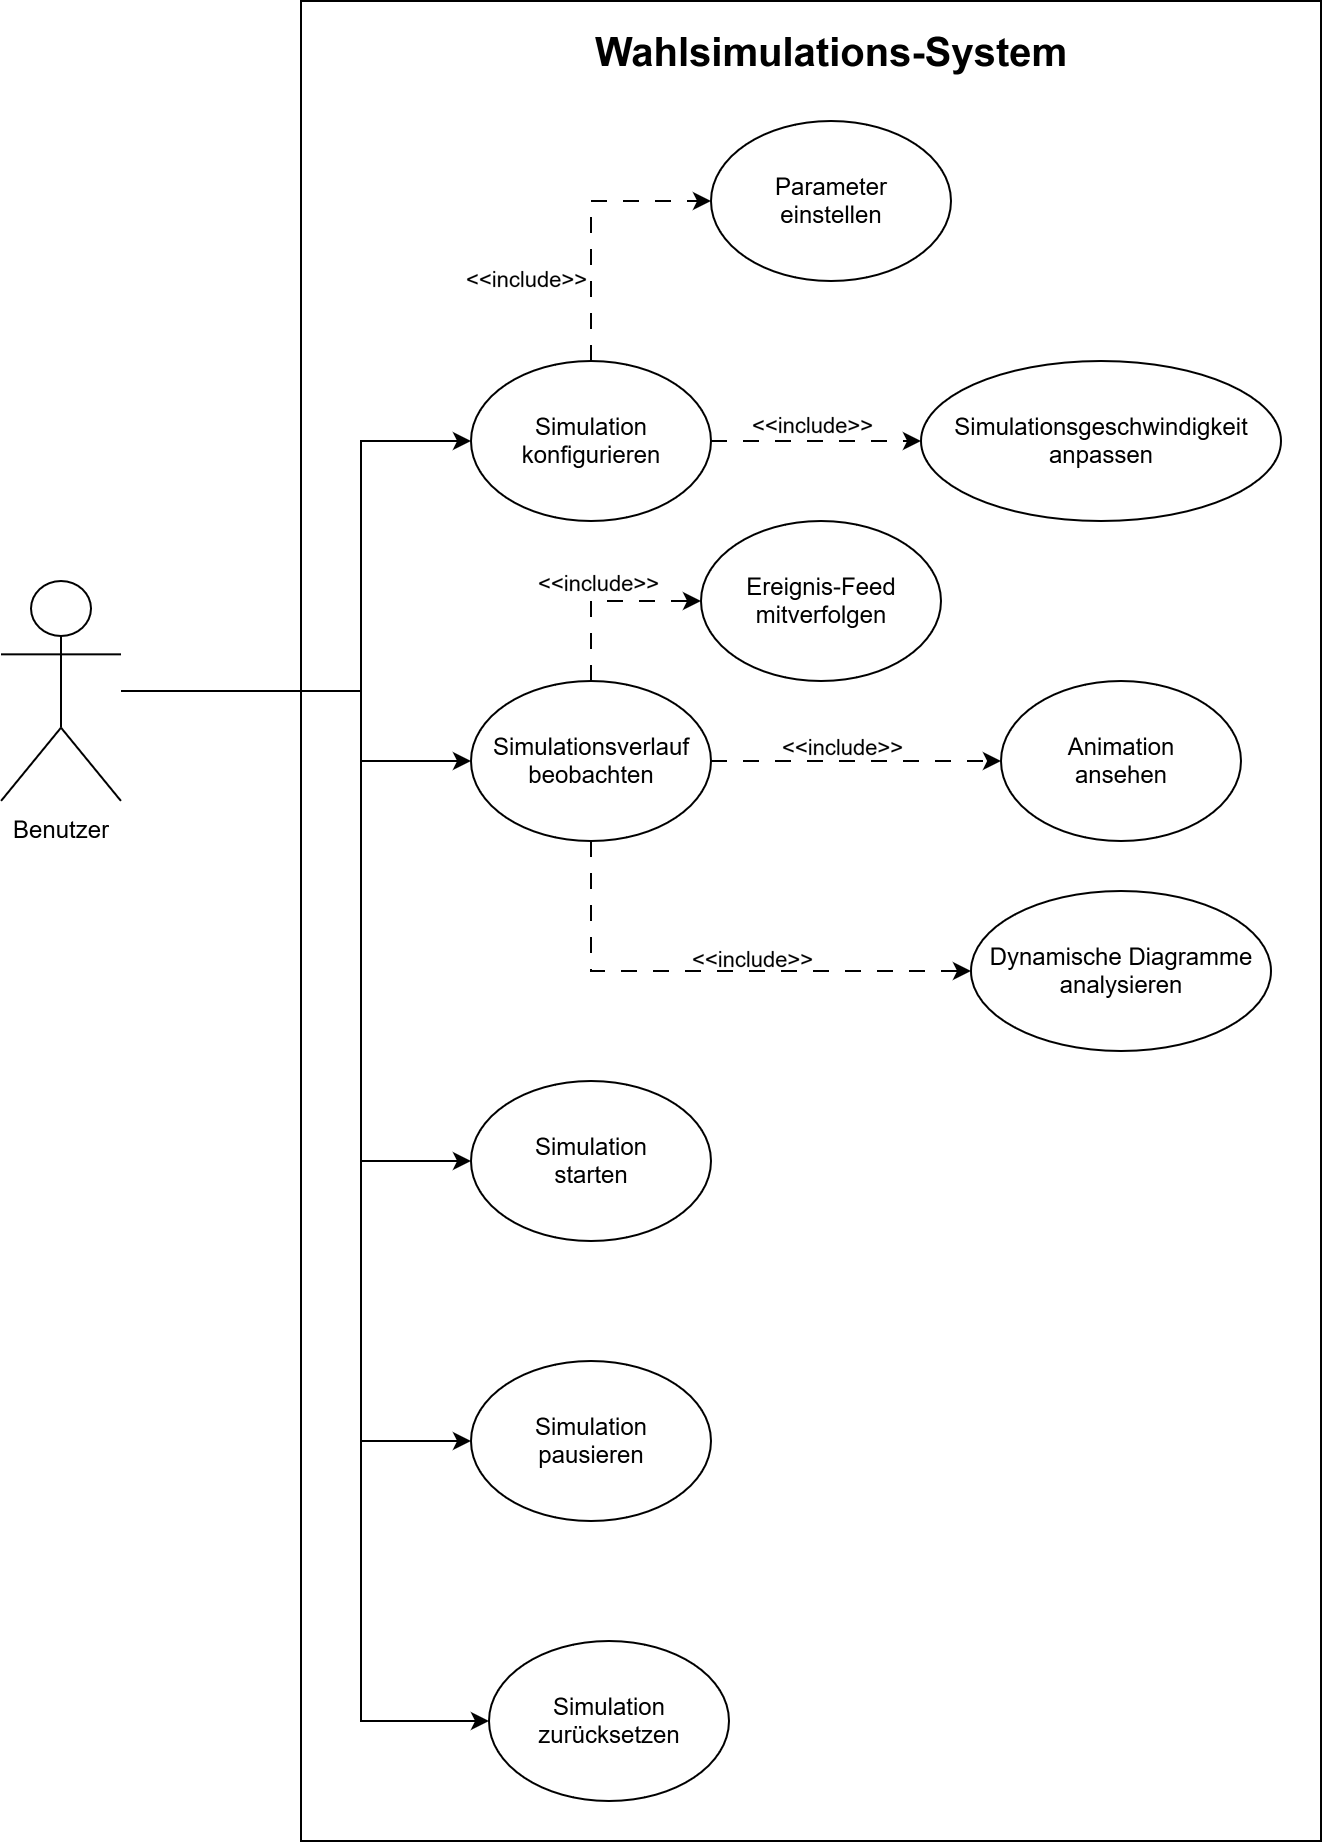 Wahlsimulations-System
Parameter
einstellen
<<include>>
Simulation
konfigurieren
<<include>>
Simulationsgeschwindigkeit
anpassen
<<include>>
Ereignis-Feed
mitverfolgen
Simulationsverlauf
beobachten
<<include>>
Animation
ansehen
Benutzer
<<include>>
Dynamische Diagramme
analysieren
Simulation
starten
Simulation
pausieren
Simulation
zurücksetzen